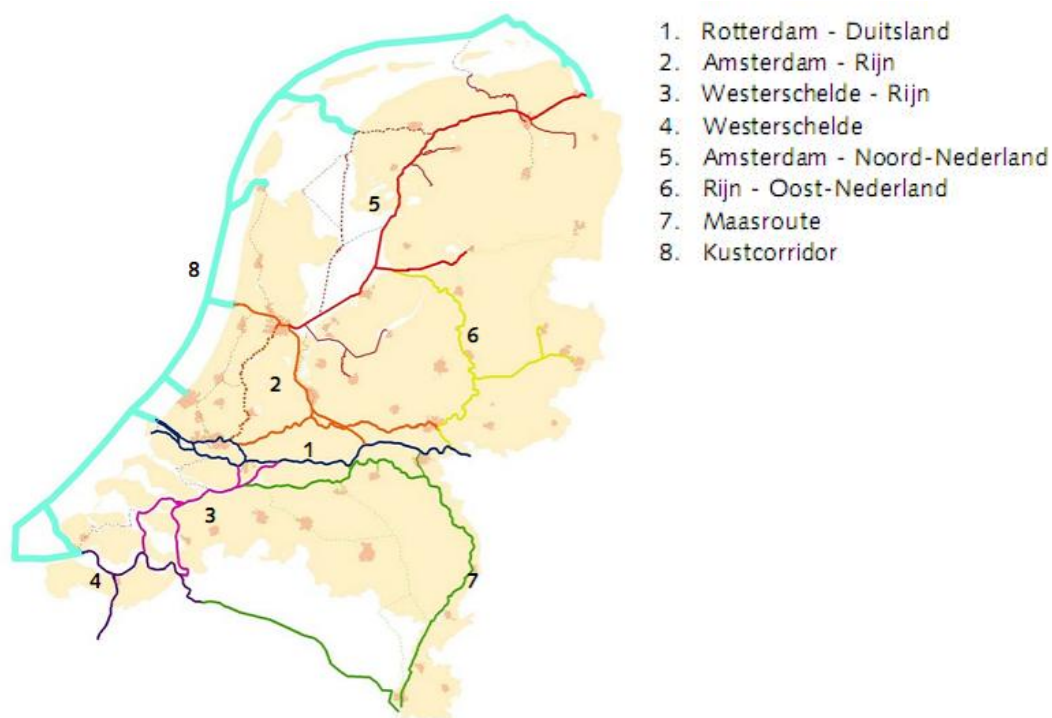 1. Rotterdam - Duitsland
2. Amsterdam - Rijn
3. Westerschelde - Rijn
4. Westerschelde
5. Amsterdam - Noord-Nederland
6. Rijn - Oost-Nederland
7. Maasroute
8. Kustcorridor
5
8
6
2
1
3
4
7